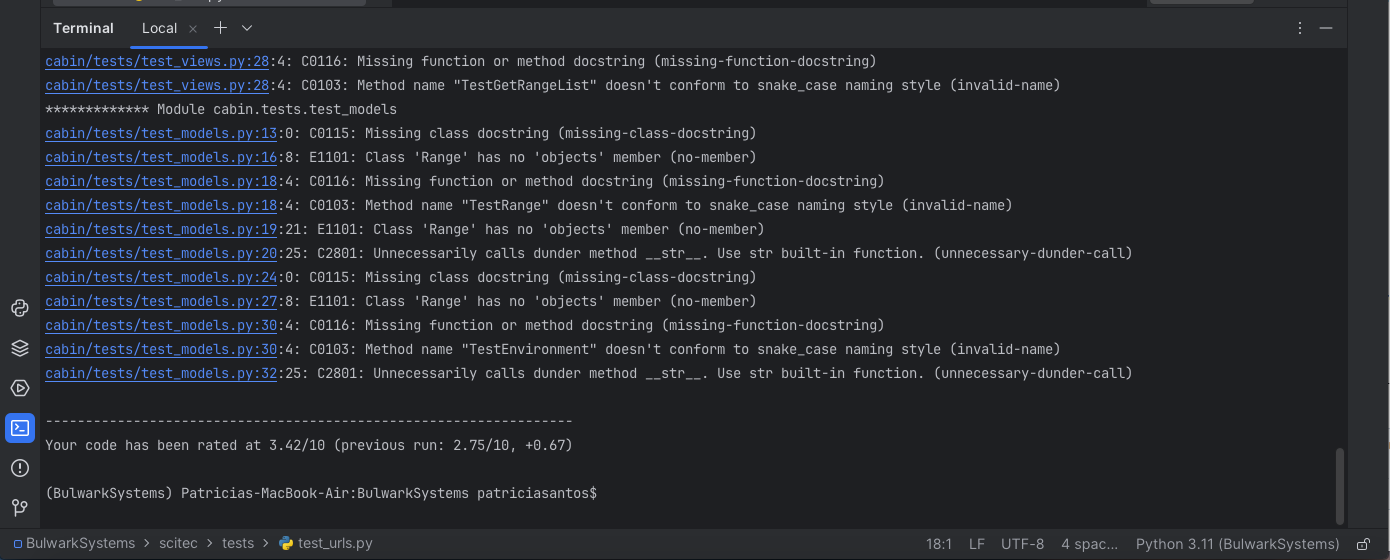 Terminal Local
cabin/tests/test_views.py:28:4: C0116: Missing function or method docstring (missing-function-docstring)
cabin/tests/test_views.py:28:4: C0103: Method name "TestGetRangeList" doesn't conform to snake_case naming style (invalid-name)
************* Module cabin.tests.test_models
cabin/tests/test_models.py:13:0: C0115: Missing class docstring (missing-class-docstring)
cabin/tests/test_models.py:16:8: E1101: Class 'Range' has no 'objects' member (no-member)
cabin/tests/test_models.py:18:4: C0116: Missing function or method docstring (missing-function-docstring)
cabin/tests/test_models.py:18:4: C0103: Method name "TestRange" doesn't conform to snake_case naming style (invalid-name)
cabin/tests/test_models.py:19:21: E1101: Class 'Range' has no 'objects' member (no-member)
cabin/tests/test_models.py:20:25: C2801: Unnecessarily calls dunder method __str__. Use str built-in function. (unnecessary-dunder-call)
cabin/tests/test_models.py:24:0: C0115: Missing class docstring (missing-class-docstring)
cabin/tests/test_models.py:27:8: E1101: Class 'Range' has no 'objects' member (no-member)
cabin/tests/test_models.py:30:4: C0116: Missing function or method docstring (missing-function-docstring)
cabin/tests/test_models.py:30:4: C0103: Method name "TestEnvironment" doesn't conform to snake_case naming style (invalid-name)
cabin/tests/test_models.py:32:25: C2801: Unnecessarily calls dunder method __str__. Use str built-in function. (unnecessary-dunder-call)
------------------------------------------------------------------
Your code has been rated at 3.42/10 (previous run: 2.75/10, +0.67)
(BulwarkSystems) Patricias-MacBook-Air:BulwarkSystems patriciasantos$
BulwarkSystems > scitec > tests > test_urls.py 18:1 LF UTF-8 4 spac... Python 3.11 (BulwarkSystems)